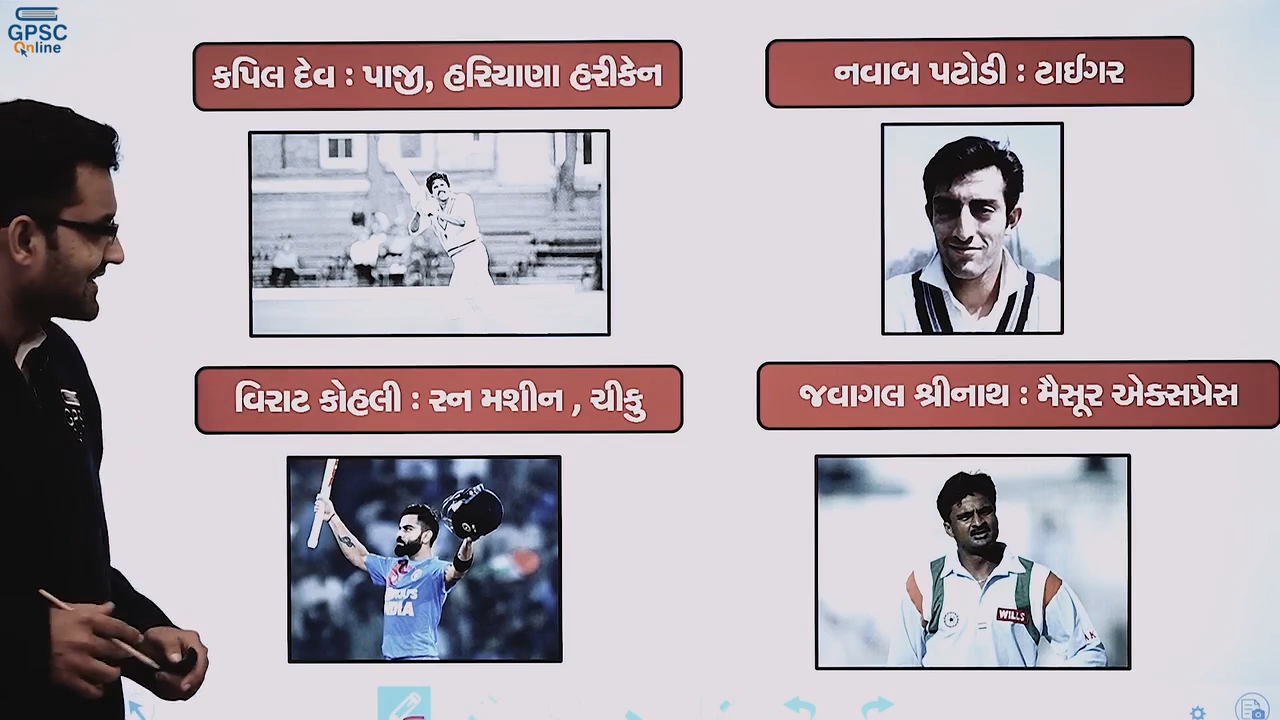 GPSC
Online
કપિલ દેવ : પાજી, હરિયાણા હરીકેન
નવાબ પટોડી : ટાઈગર
વિરાટ કોહલી : રન મશીન , ચીકુ
જવાગલ શ્રીનાથ : મૈસૂર એક્સપ્રેસ
WILLS